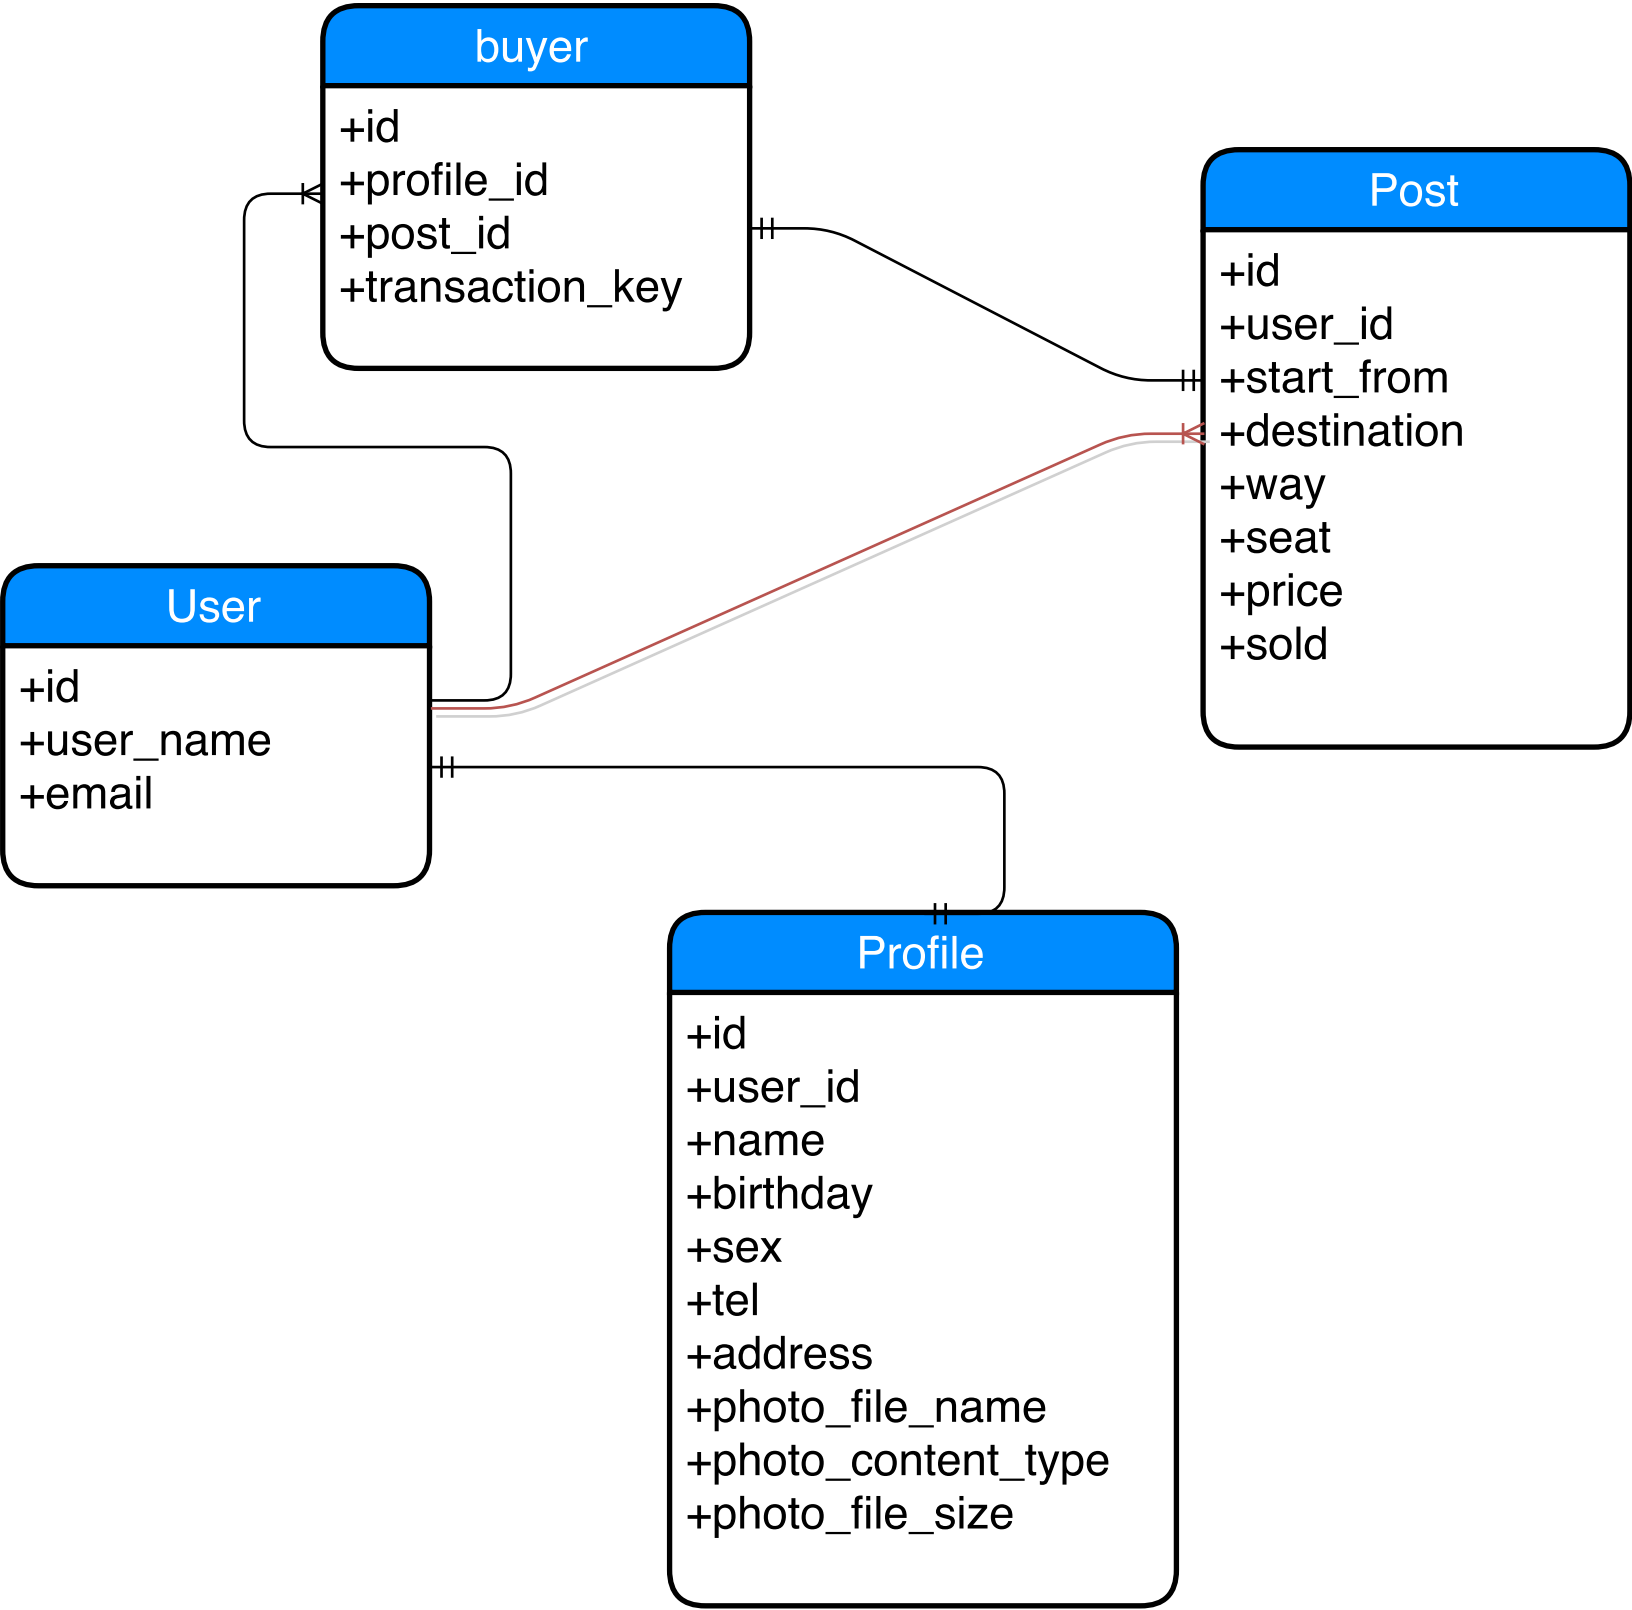 buyer
+id
+profile_id
+post_id
+transaction_key
Post
+id
+user_id
+start_from
+destination
+way
+seat
+price
+sold
User
+id
+user_name
+email
Profile
+id
+user_id
+name
+birthday
+sex
+tel
+address
+photo_file_name
+photo_content_type
+photo_file_size